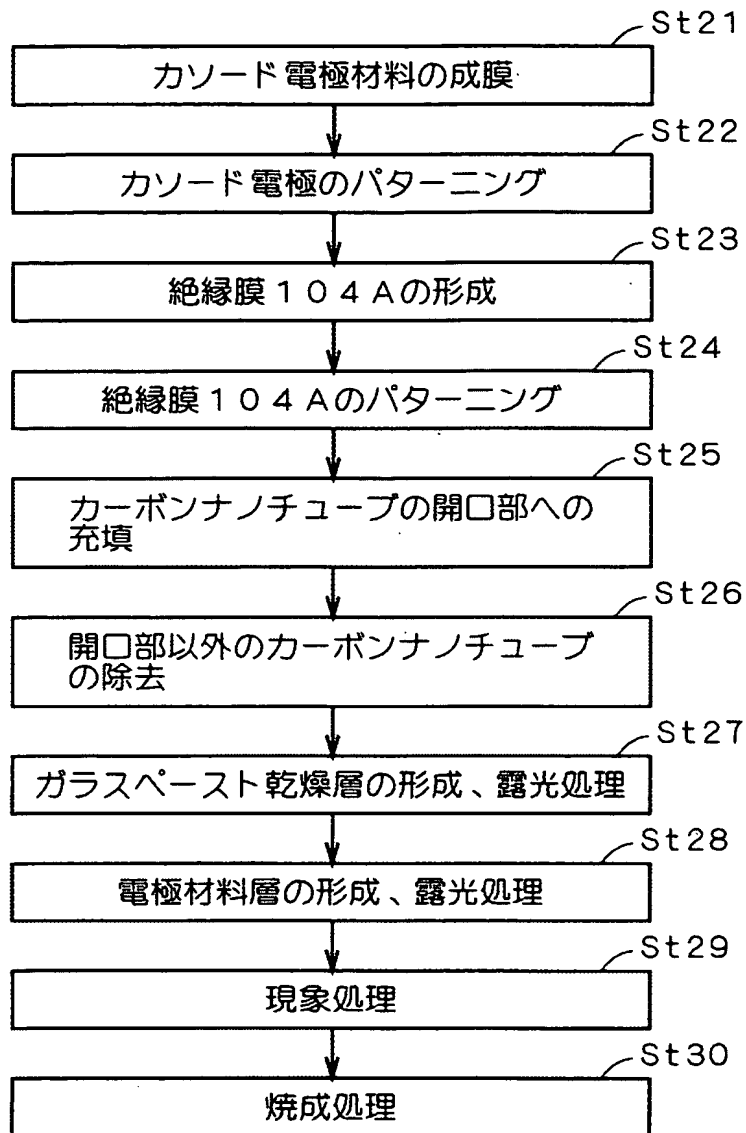 St21
カソード電極材料の成膜
St22
カソード電極のパターニング
St23
絶縁膜104Aの形成
St24
絶縁膜104Aのパターニング
St25
カーボンナノチューブの開口部への
充填
St26
開口部以外のカーボンナノチューブ
の除去
St27
ガラスペースト乾燥層の形成、露光処理
St28
電極材料層の形成、露光処理
St29
現象処理
St30
焼成処理